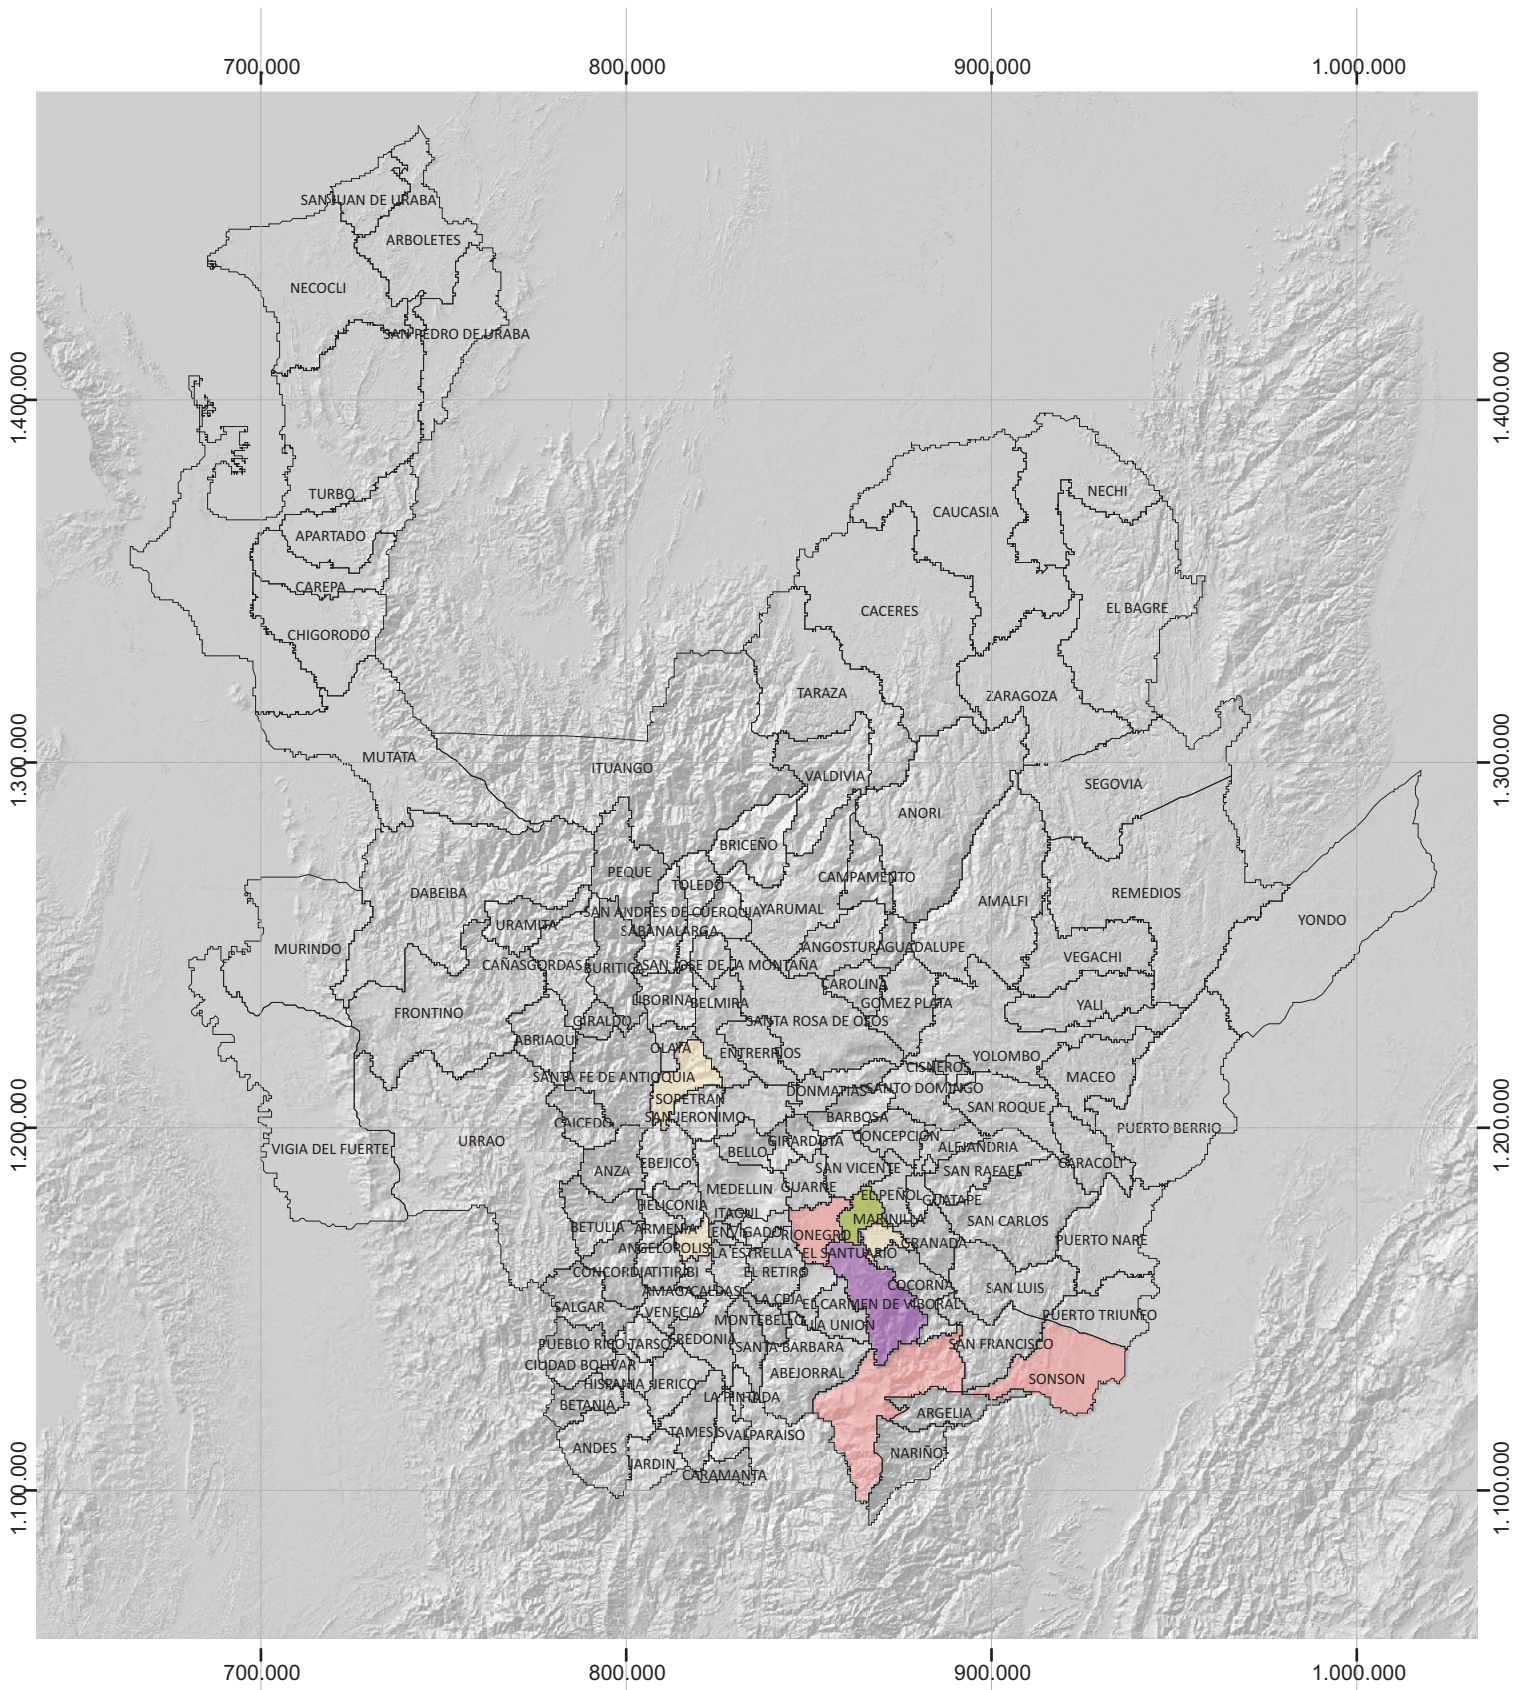 700.000 800.000 900.000 1.000.000
SAN JUAN DE URABA
ARBOLETES
NECOCLI
SAN PEDRO DE URABA
1.400.000 1.400.000
TURBO
NECHI
CAUCASIA
APARTADO
CAREPA
CACERES
EL BAGRE
CHIGORODO
TARAZA
ZARAGOZA
MUTATA
ITUANGO
1.300.000 1.300.000
VALDIVIA
SEGOVIA
ANORI
BRICEÑO
PEQUE
CAMPAMENTO
TOLEDO
DABEIBA
REMEDIOS
AMALFI
SAN ANDRES DE CUERQUIA
YARUMAL
YONDO
URAMITA
SABANALARGA
MURINDO
ANGOSTURA
GUADALUPE
VEGACHI
CAÑASGORDAS
BURITICA
SAN JOSE DE LA MONTAÑA
CAROLINA
LIBORINA
BELMIRA
GOMEZ PLATA
YALI
FRONTINO
GIRALDO
SANTA ROSA DE OSOS
ABRIAQUI
OLAYA
ENTRERRIOS
YOLOMBO
CISNEROS
SANTA FE DE ANTIOQUIA
MACEO
DONMATIAS
SANTO DOMINGO
SOPETRAN
SAN ROQUE
SAN JERONIMO
BARBOSA
CAICEDO
PUERTO BERRIO
1.200.000 1.200.000
URRAO
GIRARDOTA
CONCEPCION
VIGIA DEL FUERTE
BELLO
ALEJANDRIA
EBEJICO
CARACOLI
ANZA
SAN VICENTE
SAN RAFAEL
MEDELLIN
GUARNE
EL PEÑOL
GUATAPE
HELICONIA
ITAGUI
MARINILLA
SAN CARLOS
BETULIA
ARMENIA
ENVIGADO
RIONEGRO
PUERTO NARE
ANGELOPOLIS
LA ESTRELLA
EL SANTUARIO
GRANADA
CONCORDIA
TITIRIBI
EL RETIRO
COCORNA
SAN LUIS
AMAGA
CALDAS
LA CEJA
EL CARMEN DE VIBORAL
SALGAR
VENECIA
PUERTO TRIUNFO
MONTEBELLO
LA UNION
PUEBLO RICO
TARSO
FREDONIA
SANTA BARBARA
SAN FRANCISCO
CIUDAD BOLIVAR
ABEJORRAL
SONSON
HISPANIA
JERICO
LA PINTADA
BETANIA
ARGELIA
TAMESIS
VALPARAISO
ANDES
NARIÑO
JARDIN
CARAMANTA
1.100.000 1.100.000
700.000 800.000 900.000 1.000.000